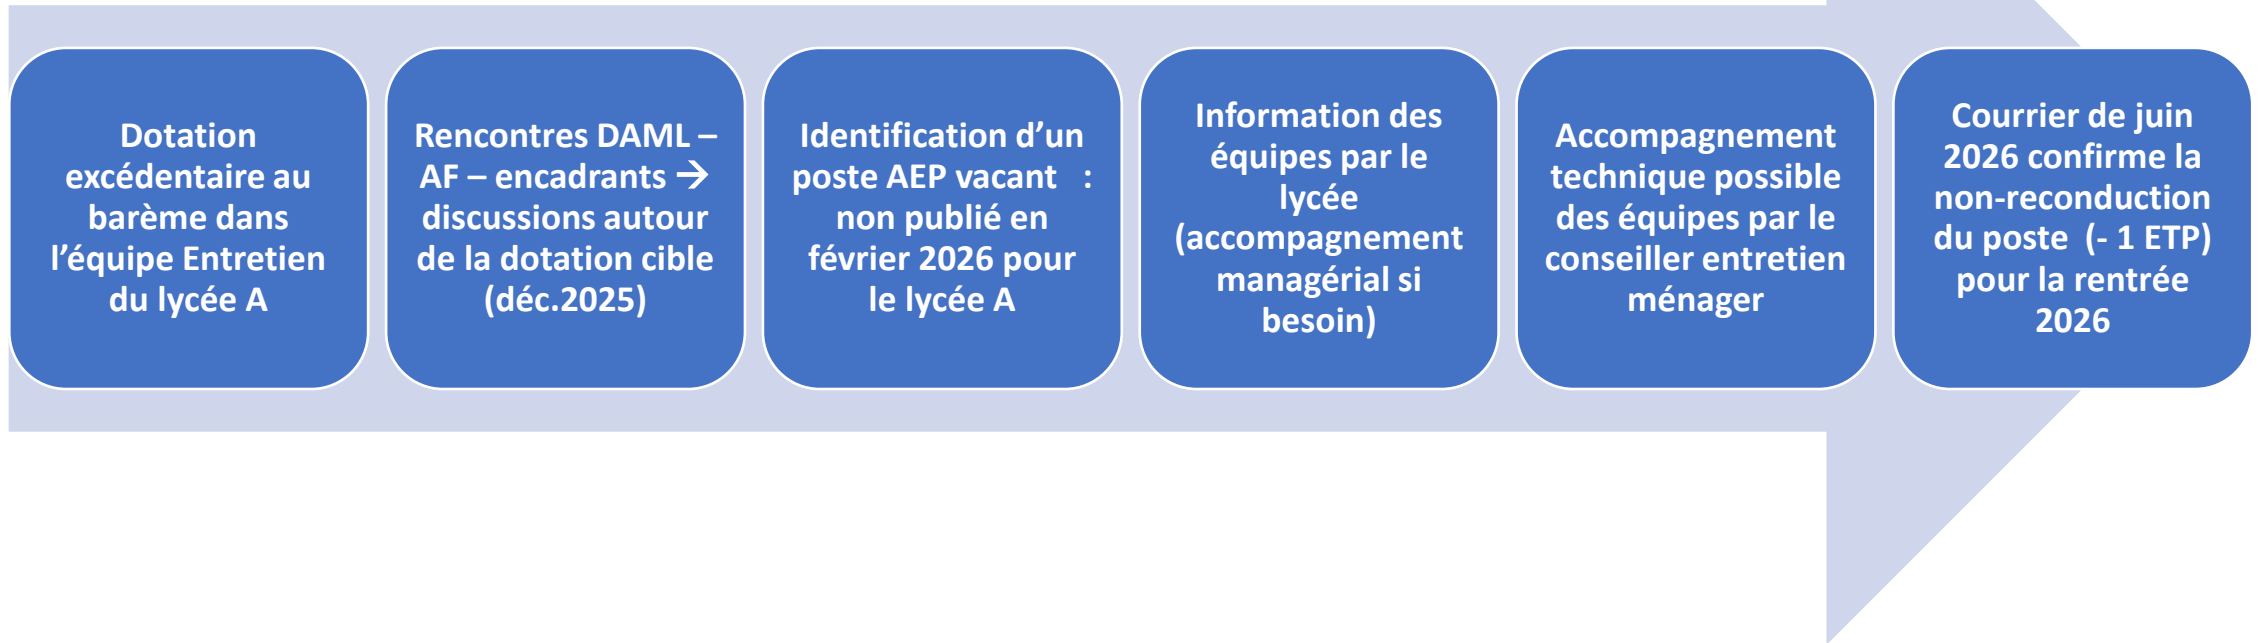 Dotation
excédentaire au
barème dans
l’équipe Entretien
du lycée A
Rencontres DAML –
AF – encadrants →
discussions autour
de la dotation cible
(déc.2025)
Identification d’un
poste AEP vacant :
non publié en
février 2026 pour
le lycée A
Information des
équipes par le
lycée
(accompagnement
managérial si
besoin)
Accompagnement
technique possible
des équipes par le
conseiller entretien
ménager
Courrier de juin
2026 confirme la
non-reconduction
du poste (- 1 ETP)
pour la rentrée
2026